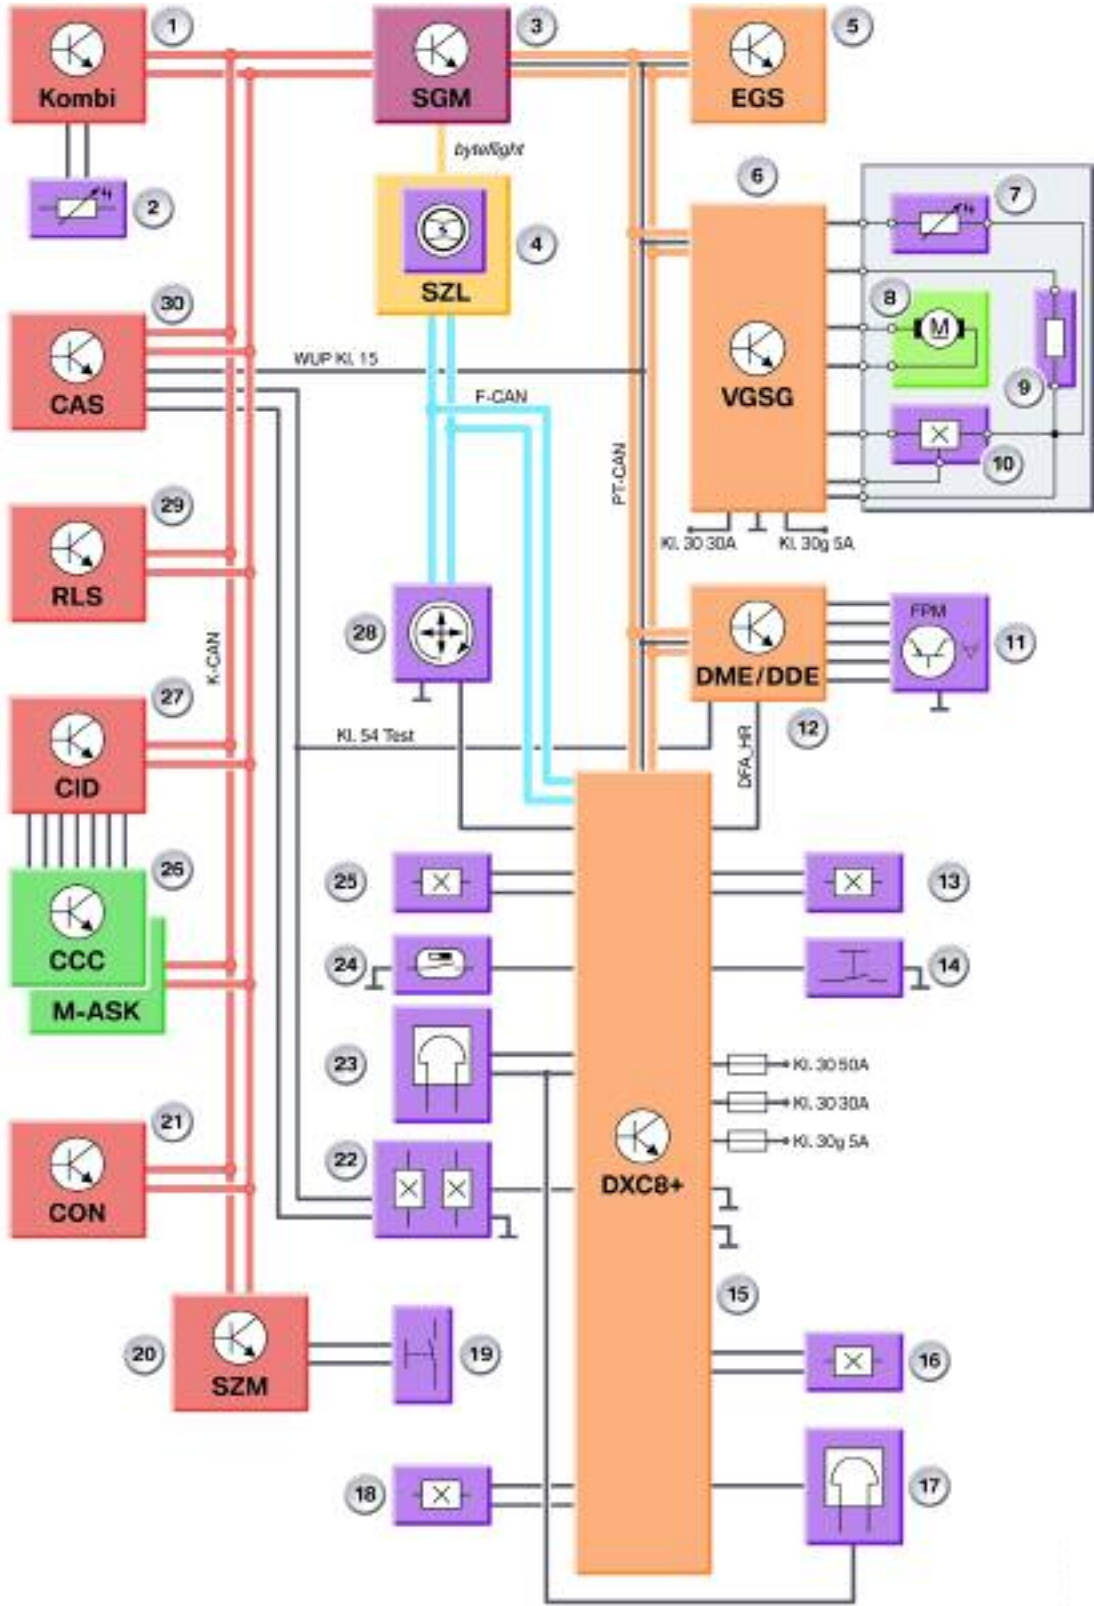 1
3
5
Kombi
SGM
EGS
byteflight
2
6
7
4
SZL
8
30
WUP Kl. 15
CAS
F-CAN
VGSG
9
10
PT-CAN
29
RLS
Kl. 30 30A
Kl. 30g 5A
K-CAN
28
FPM
11
DME/DDE
27
12
CID
Kl. 54 Test
DFA_HR
26
25
13
CCC
24
14
M-ASK
23
Kl. 30 50A
Kl. 30 30A
21
Kl. 30g 5A
22
DXC8+
CON
15
20
19
16
SZM
18
17